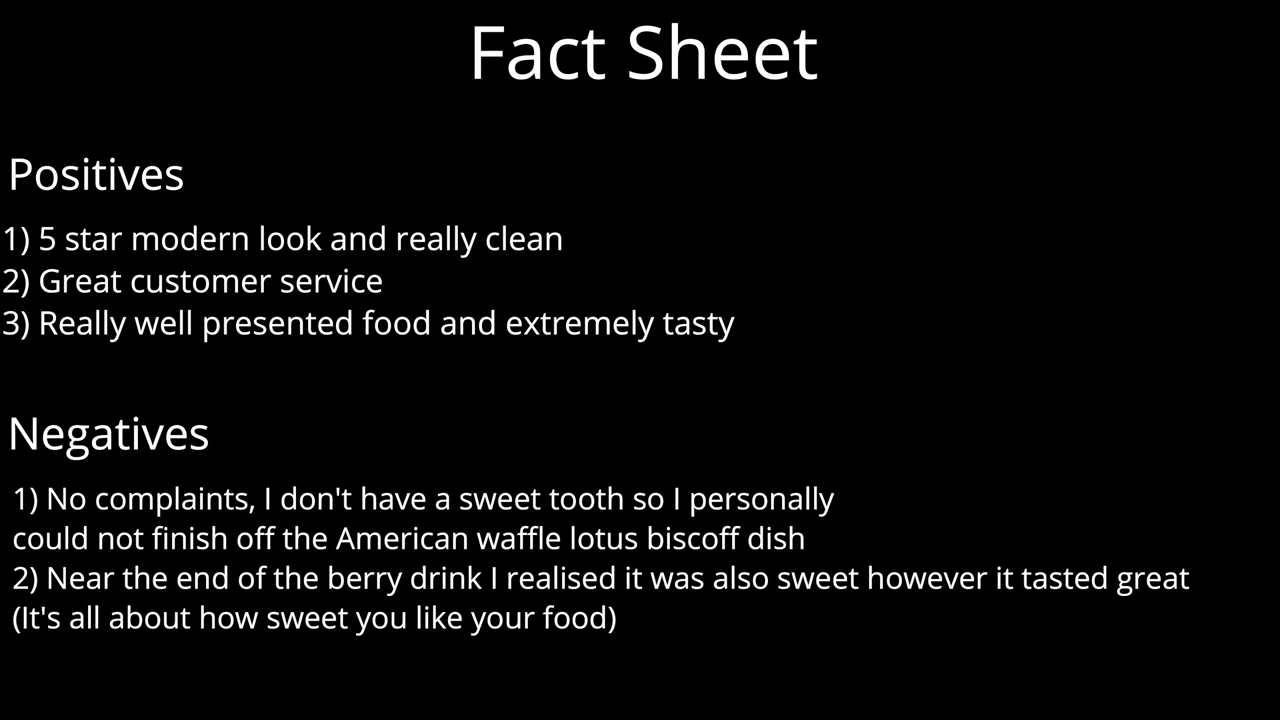 Fact Sheet
Positives
1) 5 star modern look and really clean
2) Great customer service
3) Really well presented food and extremely tasty
Negatives
1) No complaints, I don't have a sweet tooth so I personally
could not finish off the American waffle lotus biscoff dish
2) Near the end of the berry drink I realised it was also sweet however it tasted great
(It's all about how sweet you like your food)